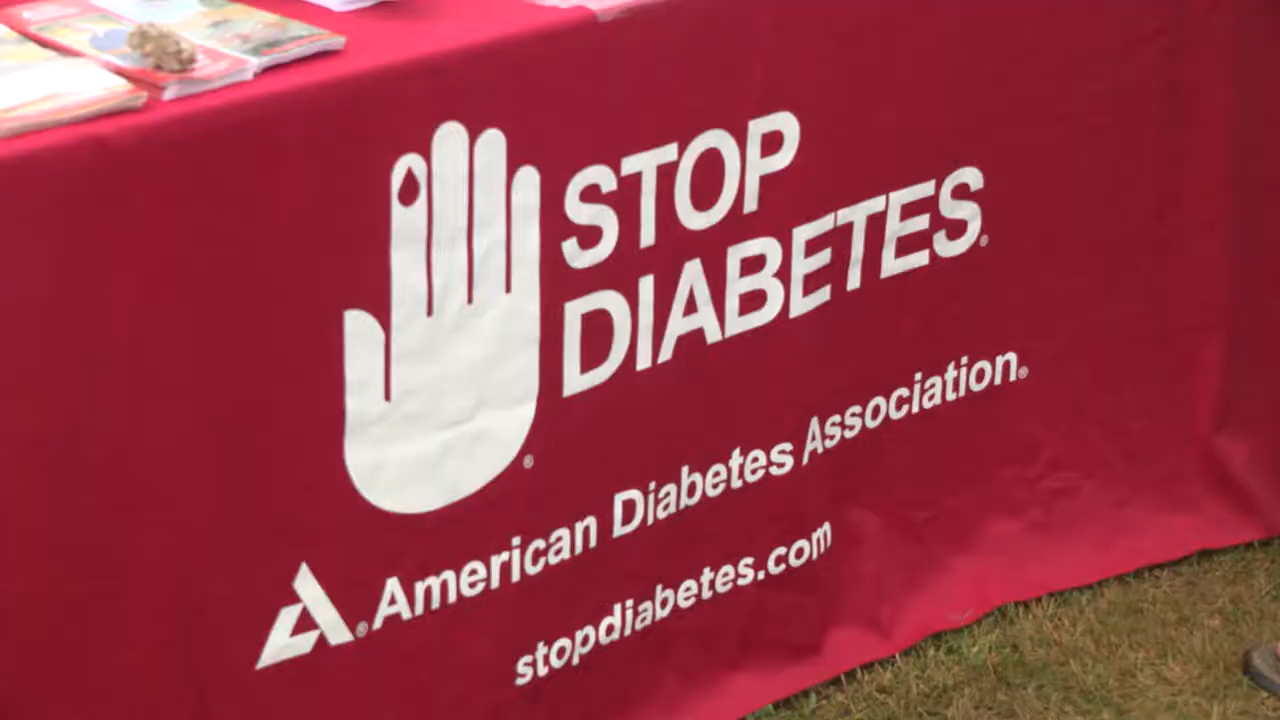 STOP
DIABETES®
®
American Diabetes Association®
®
stopdiabetes.com